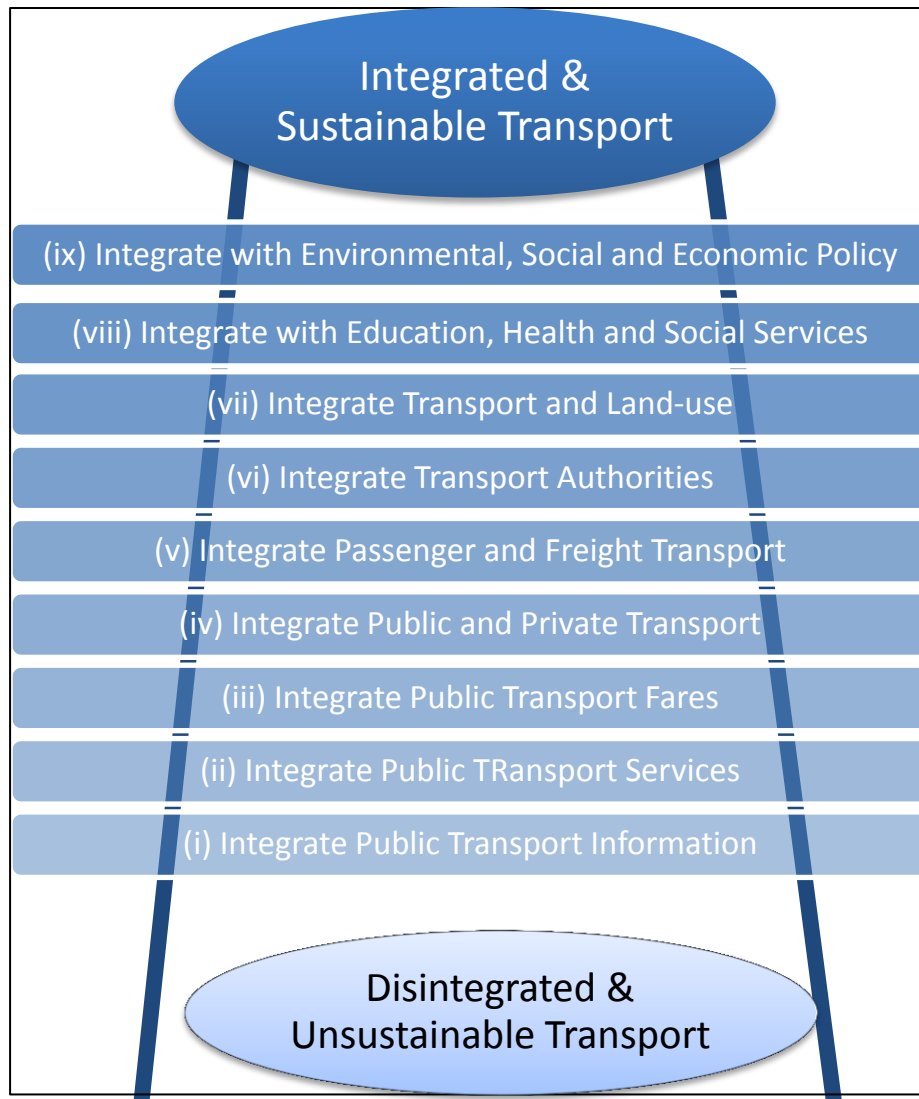 Integrated &
Sustainable Transport
(ix) Integrate with Environmental, Social and Economic Policy
(viii) Integrate with Education, Health and Social Services
(vii) Integrate Transport and Land-use
(vi) Integrate Transport Authorities
(v) Integrate Passenger and Freight Transport
(iv) Integrate Public and Private Transport
(iii) Integrate Public Transport Fares
(ii) Integrate Public TRansport Services
(i) Integrate Public Transport Information
Disintegrated &
Unsustainable Transport